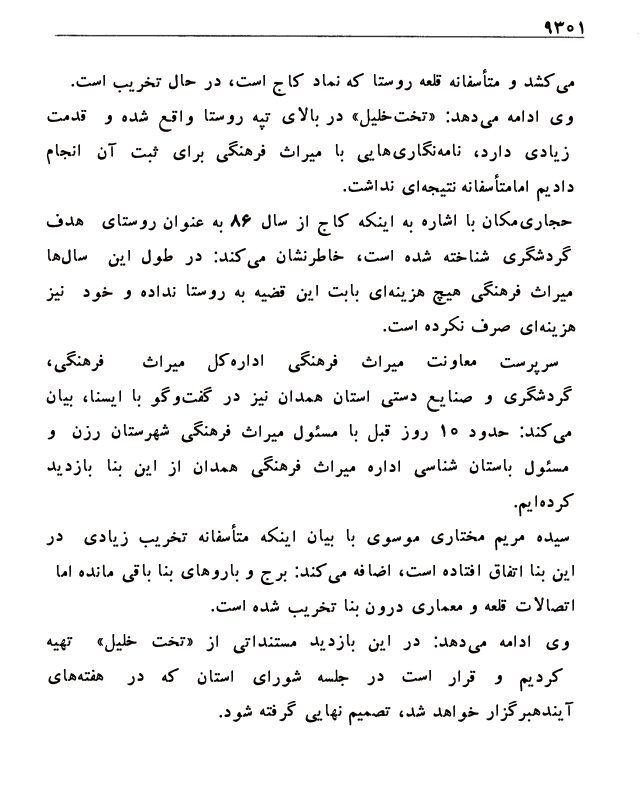 ۹۳۰۱
می‌کشد و متأسفانه قلعه روستا که نماد کاج است، در حال تخریب است.
وی ادامه می‌دهد: «تخت‌خلیل» در بالای تپه روستا واقع شده و قدمت
زیادی دارد، نامه‌نگاری‌هایی با میراث فرهنگی برای ثبت آن انجام
دادیم امامتأسفانه نتیجه‌ای نداشت.
حجاری‌مکان با اشاره به اینکه کاج از سال ۸۶ به عنوان روستای هدف
گردشگری شناخته شده است، خاطرنشان می‌کند: در طول این سال‌ها
میراث فرهنگی هیچ هزینه‌ای بابت این قضیه به روستا نداده و خود نیز
هزینه‌ای صرف نکرده است.
سرپرست معاونت میراث فرهنگی اداره‌کل میراث فرهنگی،
گردشگری و صنایع دستی استان همدان نیز در گفت‌وگو با ایسنا، بیان
می‌کند: حدود ۱۰ روز قبل با مسئول میراث فرهنگی شهرستان رزن و
مسئول باستان شناسی اداره میراث فرهنگی همدان از این بنا بازدید
کرده‌ایم.
سیده مریم مختاری موسوی با بیان اینکه متأسفانه تخریب زیادی در
این بنا اتفاق افتاده است، اضافه می‌کند: برج و باروهای بنا باقی مانده اما
اتصالات قلعه و معماری درون بنا تخریب شده است.
وی ادامه می‌دهد: در این بازدید مستنداتی از «تخت خلیل» تهیه
کردیم و قرار است در جلسه شورای استان که در هفته‌های
آیندهبرگزار خواهد شد، تصمیم نهایی گرفته شود.